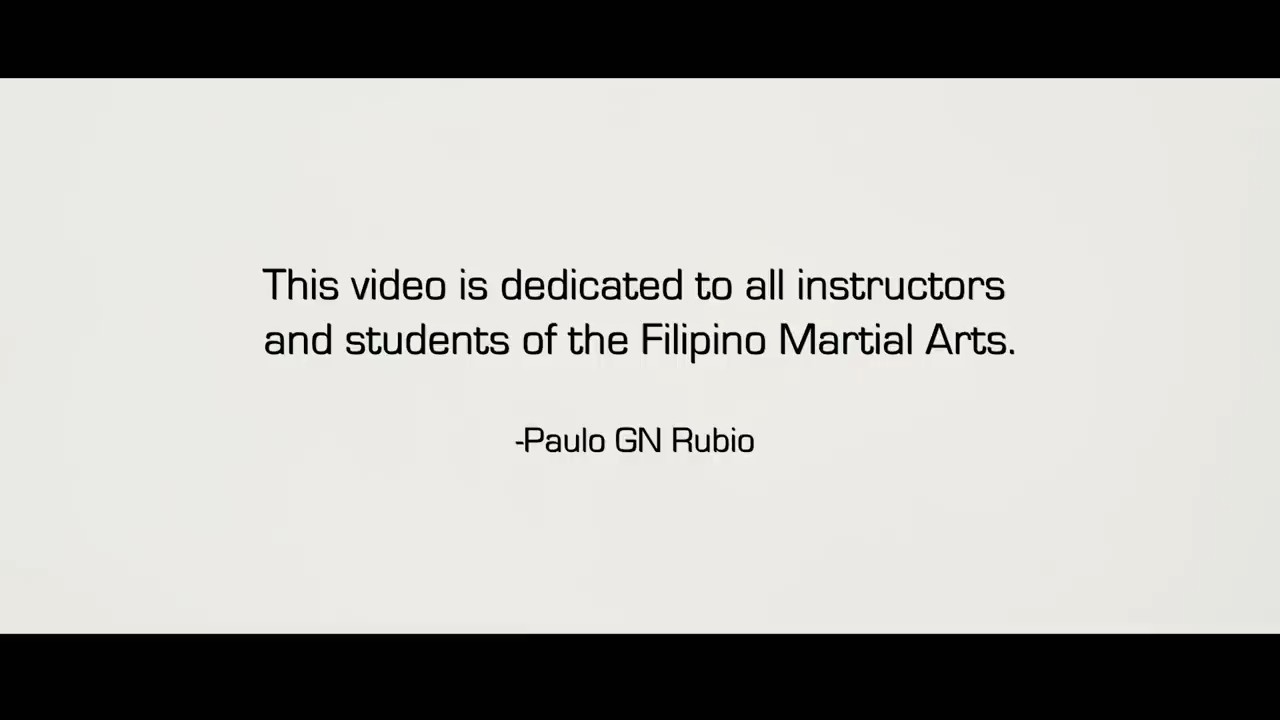 This video is dedicated to all instructors
and students of the Filipino Martial Arts.
-Paulo GN Rubio